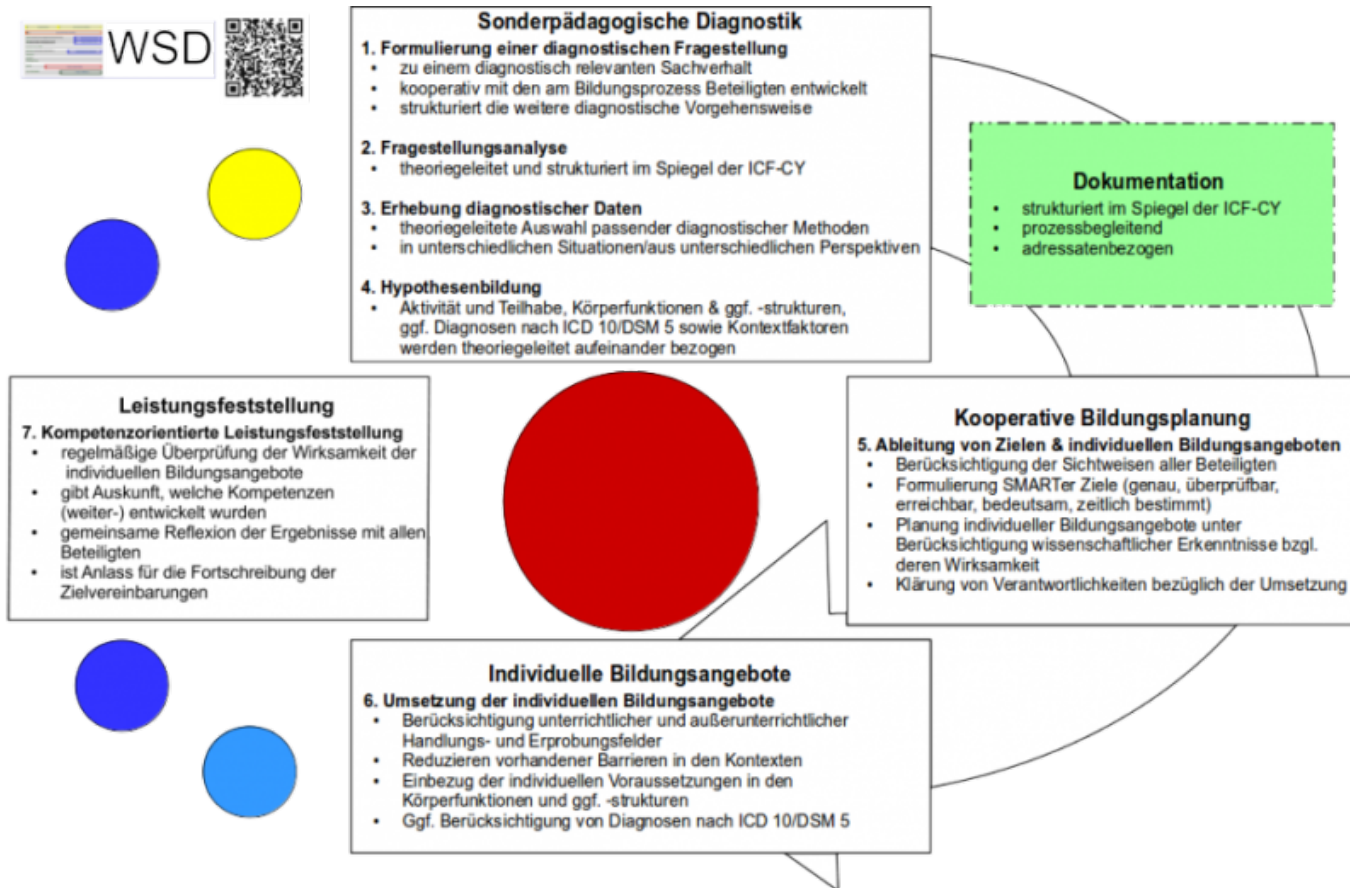 WSD
Sonderpädagogische Diagnostik
1. Formulierung einer diagnostischen Fragestellung
• zu einem diagnostisch relevanten Sachverhalt
• kooperativ mit den am Bildungsprozess Beteiligten entwickelt
• strukturiert die weitere diagnostische Vorgehensweise
2. Fragestellungsanalyse
• theoriegeleitet und strukturiert im Spiegel der ICF-CY
3. Erhebung diagnostischer Daten
• theoriegeleitete Auswahl passender diagnostischer Methoden
• in unterschiedlichen Situationen/aus unterschiedlichen Perspektiven
4. Hypothesenbildung
• Aktivität und Teilhabe, Körperfunktionen & ggf. -strukturen,
ggf. Diagnosen nach ICD 10/DSM 5 sowie Kontextfaktoren
werden theoriegeleitet aufeinander bezogen
Dokumentation
• strukturiert im Spiegel der ICF-CY
• prozessbegleitend
• adressatenbezogen
Kooperative Bildungsplanung
5. Ableitung von Zielen & individuellen Bildungsangeboten
• Berücksichtigung der Sichtweisen aller Beteiligten
• Formulierung SMARTer Ziele (genau, überprüfbar,
erreichbar, bedeutsam, zeitlich bestimmt)
• Planung individueller Bildungsangebote unter
Berücksichtigung wissenschaftlicher Erkenntnisse bzgl.
deren Wirksamkeit
• Klärung von Verantwortlichkeiten bezüglich der Umsetzung
Individuelle Bildungsangebote
6. Umsetzung der individuellen Bildungsangebote
• Berücksichtigung unterrichtlicher und außerunterrichtlicher
Handlungs- und Erprobungsfelder
• Reduzieren vorhandener Barrieren in den Kontexten
• Einbezug der individuellen Voraussetzungen in den
Körperfunktionen und ggf. -strukturen
• Ggf. Berücksichtigung von Diagnosen nach ICD 10/DSM 5
Leistungsfeststellung
7. Kompetenzorientierte Leistungsfeststellung
• regelmäßige Überprüfung der Wirksamkeit der
individuellen Bildungsangebote
• gibt Auskunft, welche Kompetenzen
(weiter-) entwickelt wurden
• gemeinsame Reflexion der Ergebnisse mit allen
Beteiligten
• ist Anlass für die Fortschreibung der
Zielvereinbarungen